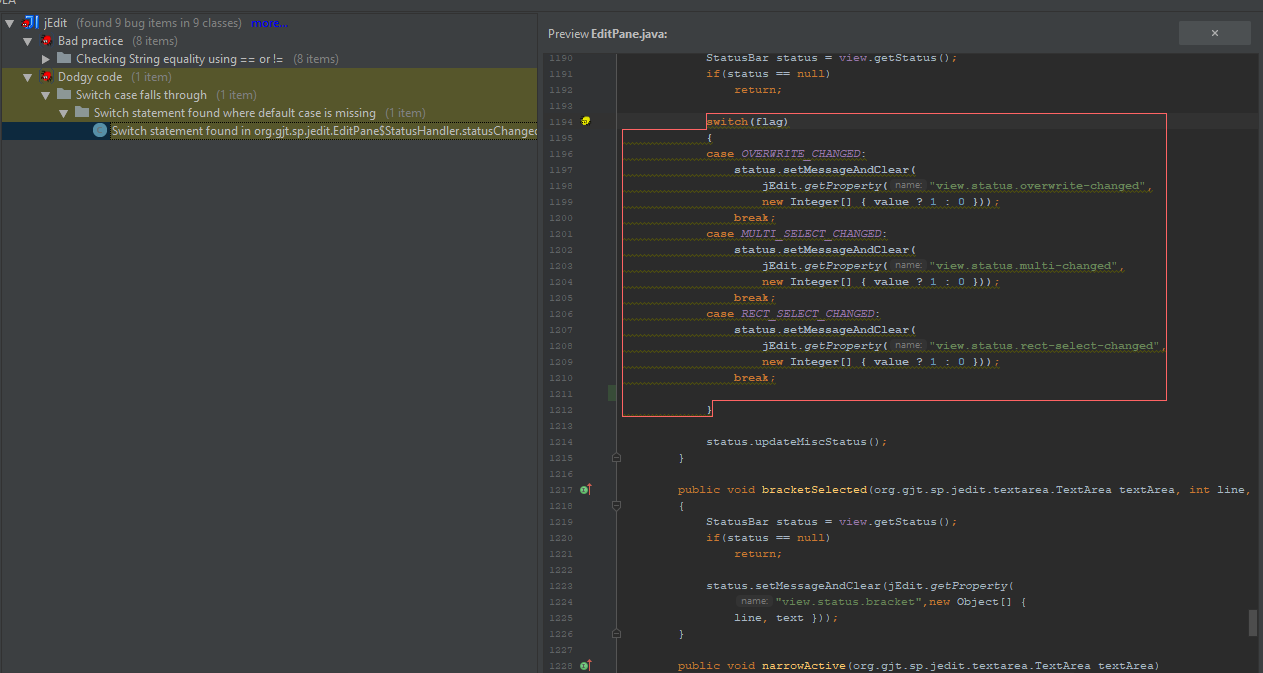 jEdit (found 9 bug items in 9 classes) more...
Bad practice (8 items)
Checking String equality using == or != (8 items)
Dodgy code (1 item)
Switch case falls through (1 item)
Switch statement found where default case is missing (1 item)
Switch statement found in org.gjt.sp.jedit.EditPane$StatusHandler.statusChanged
Preview EditPane.java:
×
1190 StatusBar status = view.getStatus();
1191 if(status == null)
1192 return;
1193
1194 switch(flag)
1195 {
1196 case OVERWRITE_CHANGED:
1197 status.setMessageAndClear(
1198 jEdit.getProperty( name: "view.status.overwrite-changed",
1199 new Integer[] { value ? 1 : 0 }));
1200 break;
1201 case MULTI_SELECT_CHANGED:
1202 status.setMessageAndClear(
1203 jEdit.getProperty( name: "view.status.multi-changed",
1204 new Integer[] { value ? 1 : 0 }));
1205 break;
1206 case RECT_SELECT_CHANGED:
1207 status.setMessageAndClear(
1208 jEdit.getProperty( name: "view.status.rect-select-changed",
1209 new Integer[] { value ? 1 : 0 }));
1210 break;
1211
1212 }
1213
1214 status.updateMiscStatus();
1215 }
1216
1217 public void bracketSelected(org.gjt.sp.jedit.textarea.TextArea textArea, int line,
1218 {
1219 StatusBar status = view.getStatus();
1220 if(status == null)
1221 return;
1222
1223 status.setMessageAndClear(jEdit.getProperty(
1224 name: "view.status.bracket",new Object[] {
1225 line, text }));
1226 }
1227
1228 public void narrowActive(org.gjt.sp.jedit.textarea.TextArea textArea)